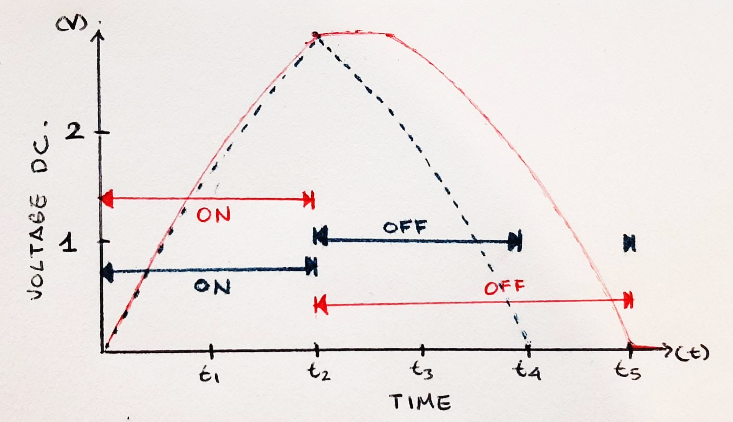 (V)
VOLTAGE DC.
2
1
ON
OFF
ON
OFF
t1 t2 t3 t4 t5 (t)
TIME